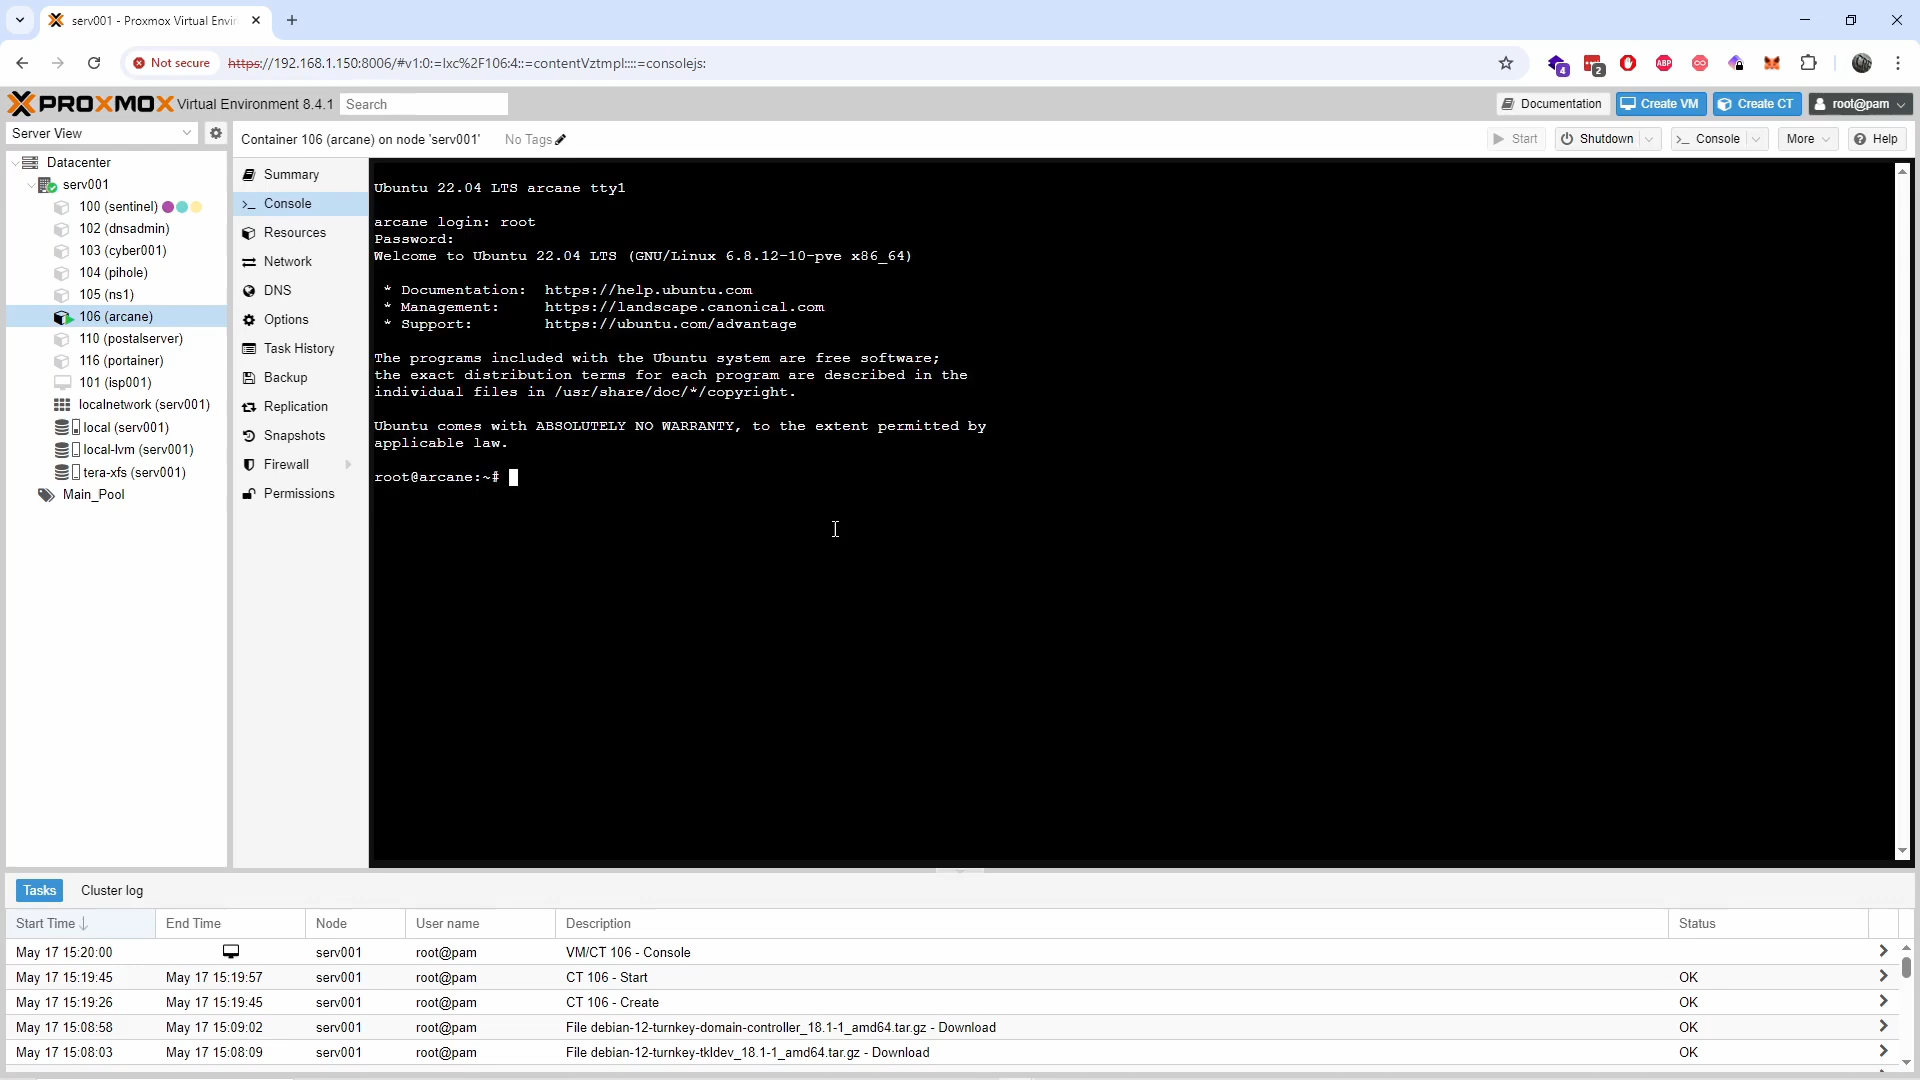 serv001 - Proxmox Virtual Envir
Not secure
https://192.168.1.150:8006/#v1:0:=lxc%2F106:4::=contentVztmpl::::=consolejs:
4
2
ABP
PROXMOX Virtual Environment 8.4.1
Search
Documentation
Create VM
Create CT
root@pam
Server View
Container 106 (arcane) on node 'serv001'
No Tags
Start
Shutdown
Console
More
Help
Datacenter
serv001
100 (sentinel)
102 (dnsadmin)
103 (cyber001)
104 (pihole)
105 (ns1)
106 (arcane)
110 (postalserver)
116 (portainer)
101 (isp001)
localnetwork (serv001)
local (serv001)
local-lvm (serv001)
tera-xfs (serv001)
Main_Pool
Summary
Console
Resources
Network
DNS
Options
Task History
Backup
Replication
Snapshots
Firewall
Permissions
Ubuntu 22.04 LTS arcane tty1
arcane login: root
Password:
Welcome to Ubuntu 22.04 LTS (GNU/Linux 6.8.12-10-pve x86_64)
* Documentation:  https://help.ubuntu.com
* Management:     https://landscape.canonical.com
* Support:        https://ubuntu.com/advantage
The programs included with the Ubuntu system are free software;
the exact distribution terms for each program are described in the
individual files in /usr/share/doc/*/copyright.
Ubuntu comes with ABSOLUTELY NO WARRANTY, to the extent permitted by
applicable law.
root@arcane:~#
Tasks
Cluster log
Start Time End Time Node User name Description Status
May 17 15:20:00 serv001 root@pam VM/CT 106 - Console
May 17 15:19:45 May 17 15:19:57 serv001 root@pam CT 106 - Start OK
May 17 15:19:26 May 17 15:19:45 serv001 root@pam CT 106 - Create OK
May 17 15:08:58 May 17 15:09:02 serv001 root@pam File debian-12-turnkey-domain-controller_18.1-1_amd64.tar.gz - Download OK
May 17 15:08:03 May 17 15:08:09 serv001 root@pam File debian-12-turnkey-tkldev_18.1-1_amd64.tar.gz - Download OK